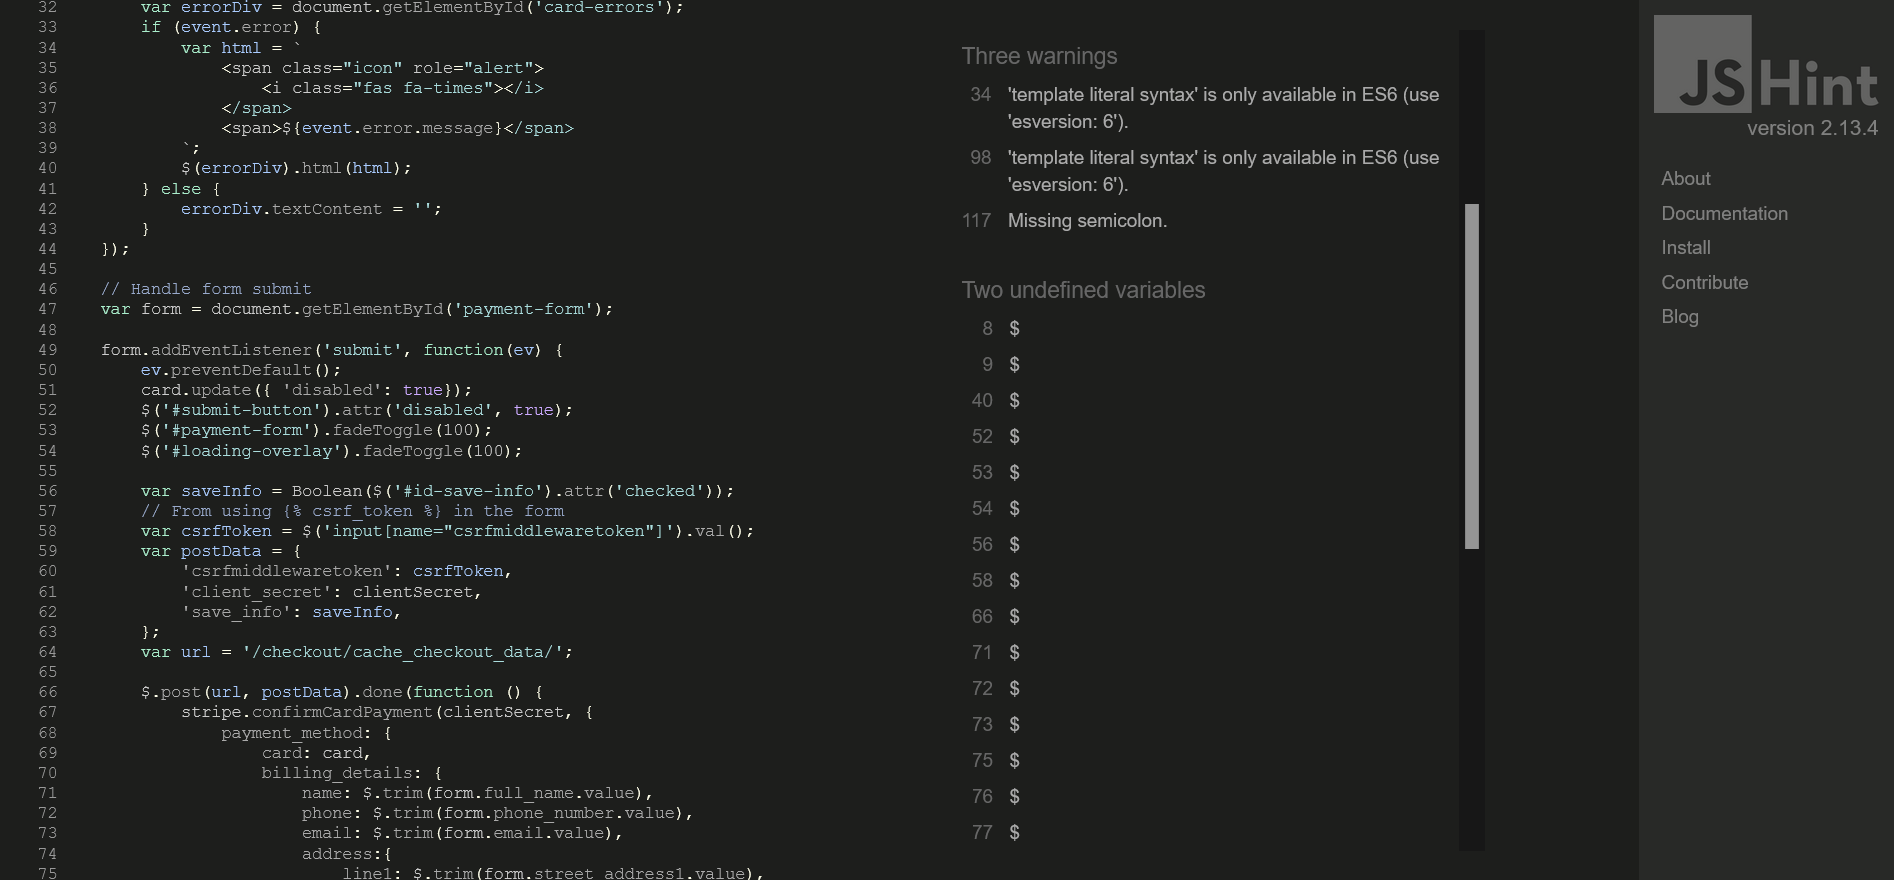 32 var errorDiv = document.getElementById('card-errors');
33 if (event.error) {
34 var html = `
35 <span class="icon" role="alert">
36 <i class="fas fa-times"></i>
37 </span>
38 <span>${event.error.message}</span>
39 `;
40 $(errorDiv).html(html);
41 } else {
42 errorDiv.textContent = '';
43 }
44 });
45
46 // Handle form submit
47 var form = document.getElementById('payment-form');
48
49 form.addEventListener('submit', function(ev) {
50 ev.preventDefault();
51 card.update({ 'disabled': true});
52 $('#submit-button').attr('disabled', true);
53 $('#payment-form').fadeToggle(100);
54 $('#loading-overlay').fadeToggle(100);
55
56 var saveInfo = Boolean($('#id-save-info').attr('checked'));
57 // From using {% csrf_token %} in the form
58 var csrfToken = $('input[name="csrfmiddlewaretoken"]').val();
59 var postData = {
60 'csrfmiddlewaretoken': csrfToken,
61 'client_secret': clientSecret,
62 'save_info': saveInfo,
63 };
64 var url = '/checkout/cache_checkout_data/';
65
66 $.post(url, postData).done(function () {
67 stripe.confirmCardPayment(clientSecret, {
68 payment_method: {
69 card: card,
70 billing_details: {
71 name: $.trim(form.full_name.value),
72 phone: $.trim(form.phone_number.value),
73 email: $.trim(form.email.value),
74 address:{
75 line1: $.trim(form.street_address1.value),
Three warnings
34 'template literal syntax' is only available in ES6 (use
'esversion: 6').
98 'template literal syntax' is only available in ES6 (use
'esversion: 6').
117 Missing semicolon.
Two undefined variables
8 $
9 $
40 $
52 $
53 $
54 $
56 $
58 $
66 $
71 $
72 $
73 $
75 $
76 $
77 $
JSHint
version 2.13.4
About
Documentation
Install
Contribute
Blog